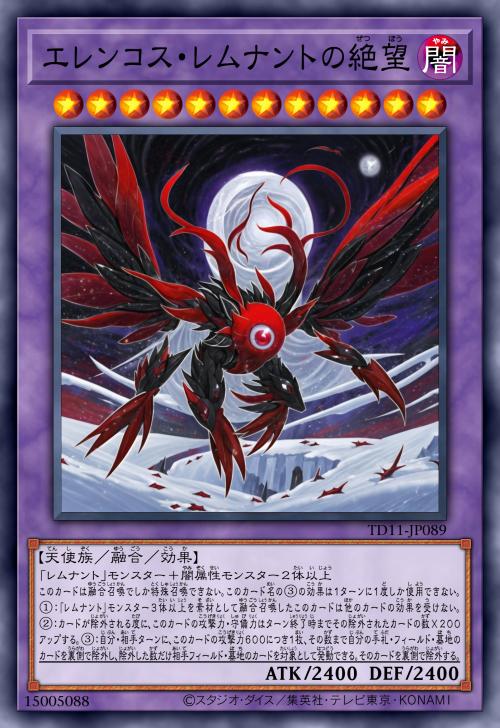 エレンコス・レムナントの絶望 闇
TD11-JP089
【天使族／融合／効果】
「レムナント」モンスター＋闇属性モンスター２体以上
このカードは融合召喚でしか特殊召喚できない。このカード名の③の効果は1ターンに1度しか使用できない。
①：「レムナント」モンスター３体以上を素材として融合召喚したこのカードは他のカードの効果を受けない。
②：カードが除外される度に、このカードの攻撃力・守備力はターン終了時までその除外されたカードの数×200
アップする。③：自分・相手ターンに、このカードの攻撃力600につき1枚、その数まで自分の手札・フィールド・墓地の
カードを裏側で除外し、除外した数だけ相手フィールド・墓地のカードを対象として発動できる。そのカードを裏側で除外する。
ATK/2400 DEF/2400
15005088 ©スタジオ・ダイス／集英社・テレビ東京・KONAMI